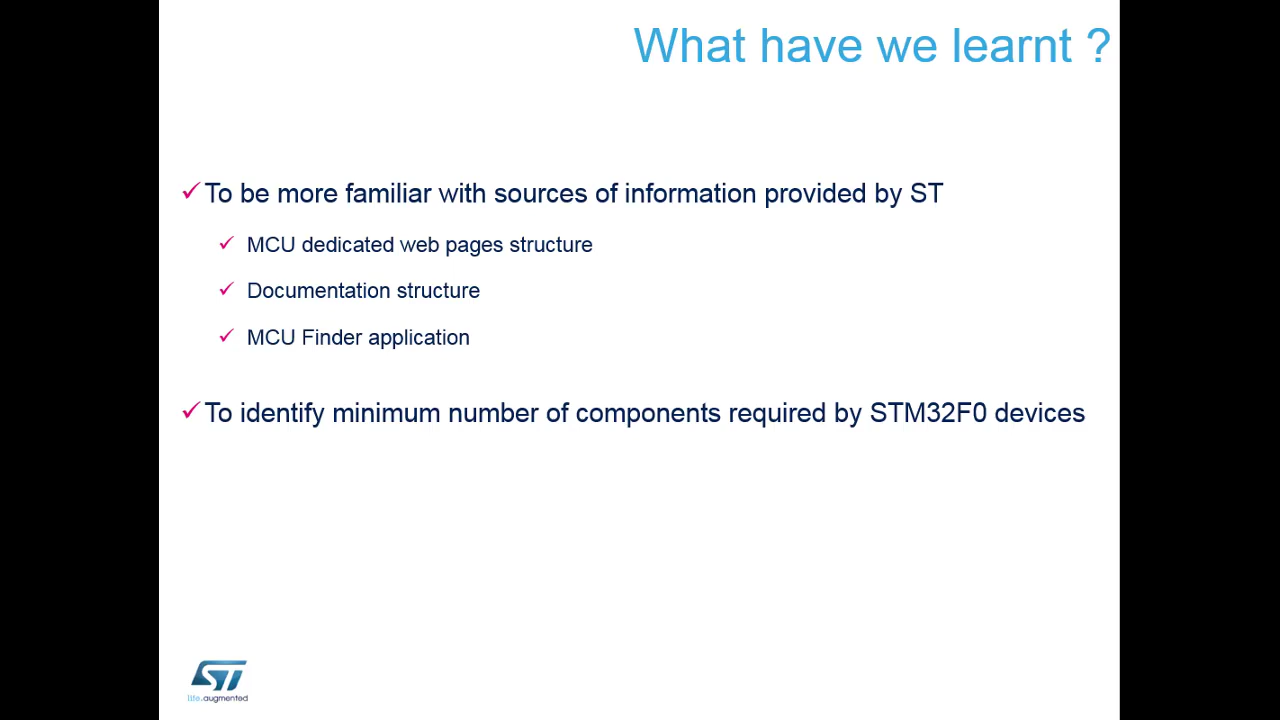 What have we learnt ?
To be more familiar with sources of information provided by ST
MCU dedicated web pages structure
Documentation structure
MCU Finder application
To identify minimum number of components required by STM32F0 devices
ST
life.augmented